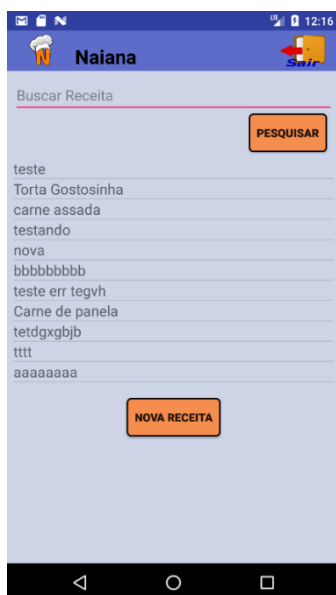 12:16
N Naiana Sair
Buscar Receita
PESQUISAR
teste
Torta Gostosinha
carne assada
testando
nova
bbbbbbbbb
teste err tegvh
Carne de panela
tetdgxgbjb
tttt
aaaaaaaa
NOVA RECEITA